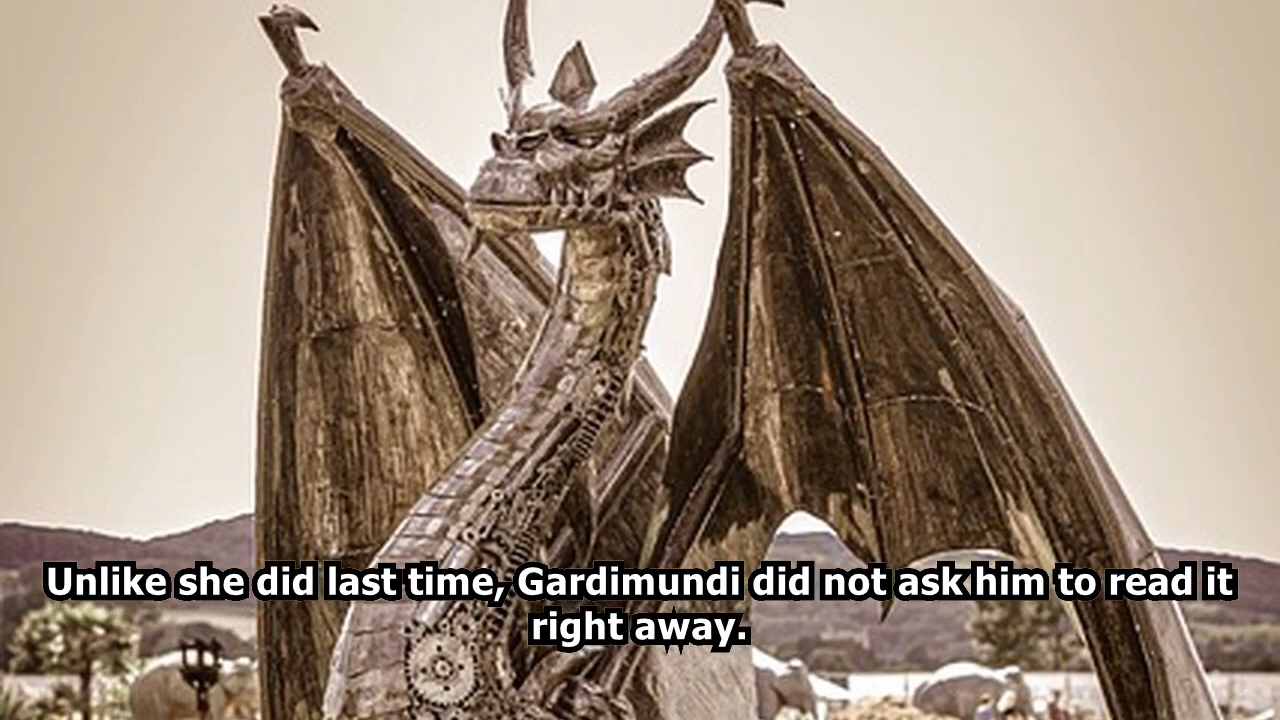 Unlike she did last time, Gardimundi did not ask him to read it
right away.